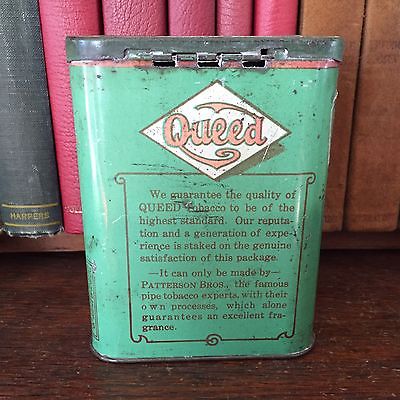 HARPERS
Queed
We guarantee the quality of
QUEED Tobacco to be of the
highest standard. Our reputa-
tion and a generation of expe-
rience is staked on the genuine
satisfaction of this package.
—It can only be made by—
PATTERSON BROS., the famous
pipe tobacco experts, with their
own processes, which alone
guarantees an excellent fra-
grance.